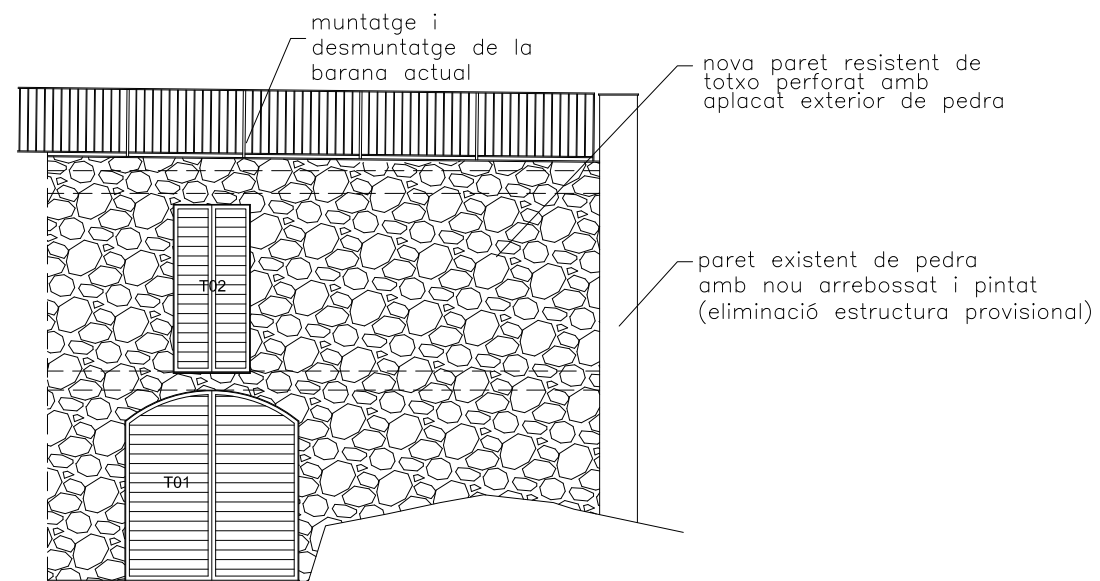 muntatge i
desmuntatge de la
barana actual
nova paret resistent de
totxo perforat amb
aplacat exterior de pedra
paret existent de pedra
amb nou arrebossat i pintat
(eliminació estructura provisional)
T02
T01